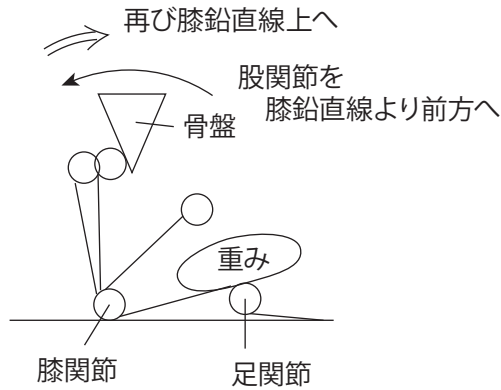 再び膝鉛直線上へ
股関節を
膝鉛直線より前方へ
骨盤
重み
膝関節
足関節